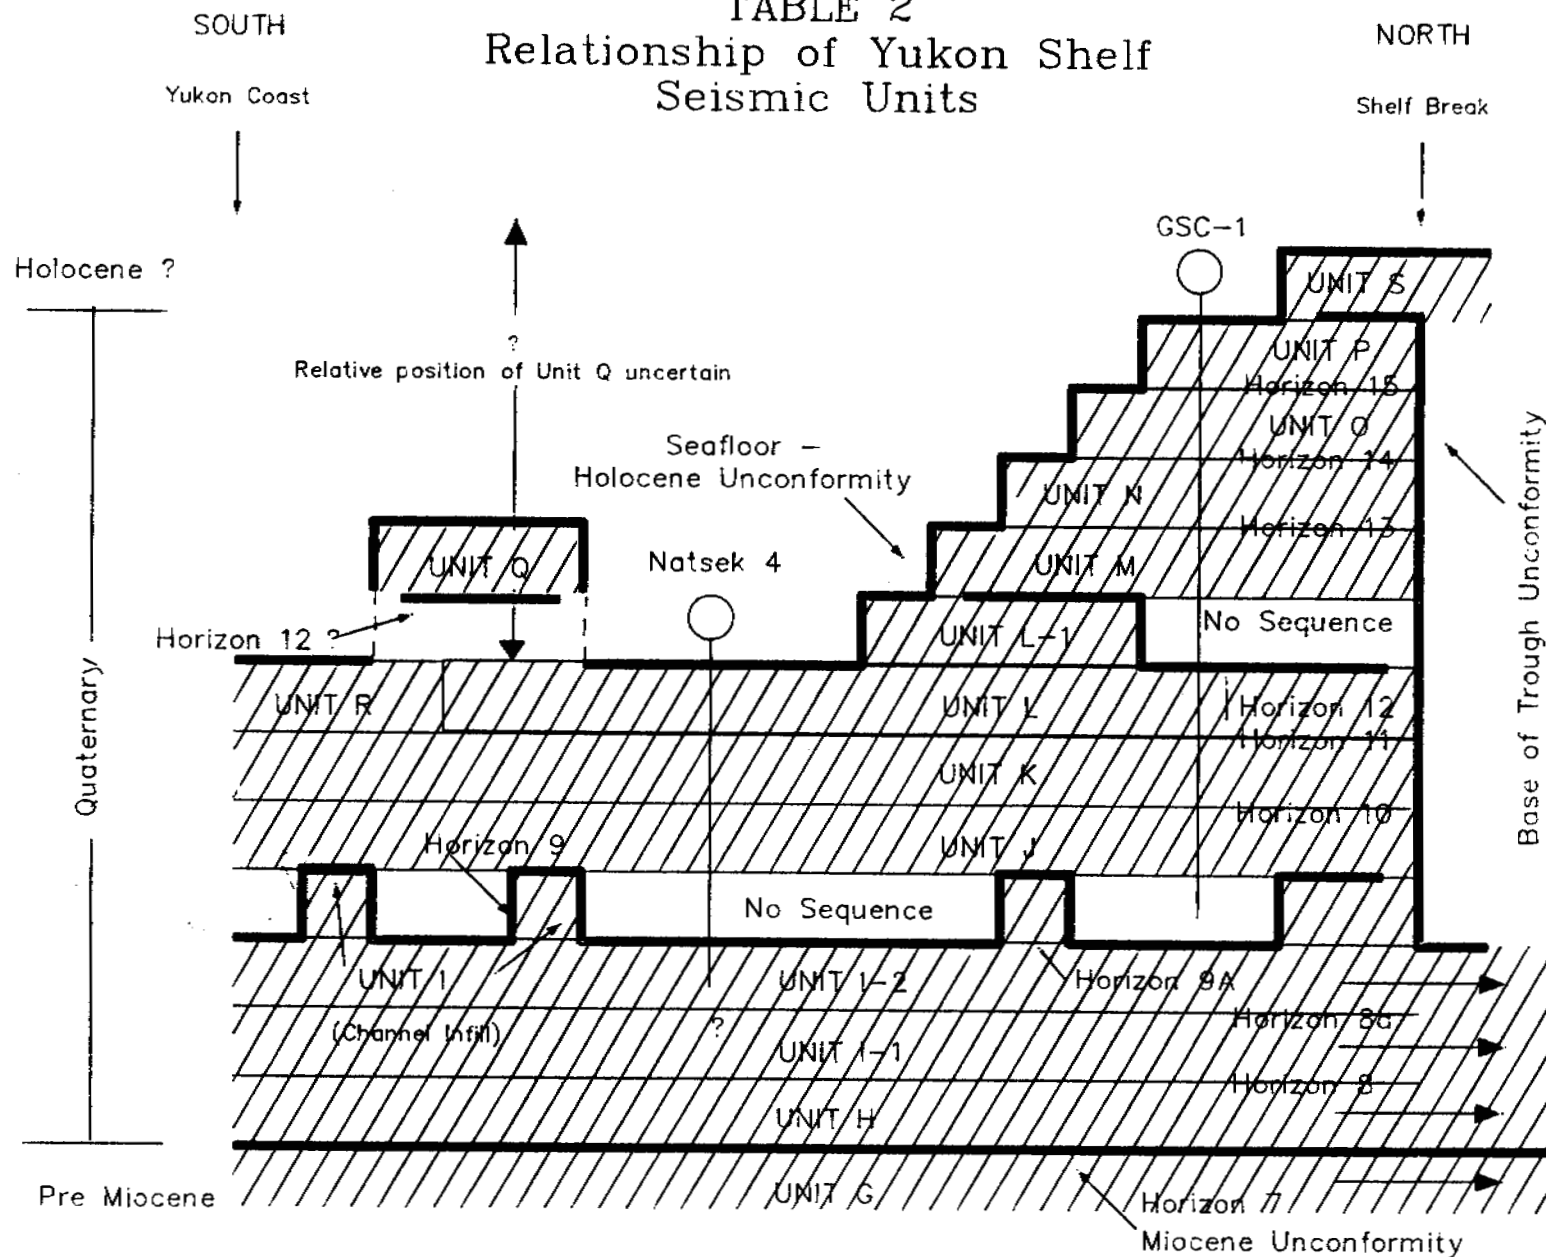 TABLE 2
Relationship of Yukon Shelf
Seismic Units
SOUTH
NORTH
Yukon Coast
Shelf Break
GSC-1
Holocene ?
UNIT S
?
Relative position of Unit Q uncertain
UNIT P
Horizon 15
UNIT O
Seafloor –
Holocene Unconformity
Horizon 14
UNIT N
Horizon 13
UNIT Q
Natsek 4
UNIT M
Horizon 12 ?
UNIT L-1
No Sequence
Base of Trough Unconformity
Quaternary
UNIT R
UNIT L
Horizon 12
Horizon 11
UNIT K
Horizon 10
Horizon 9
UNIT J
No Sequence
UNIT I
(Channel Infill)
UNIT I-2
Horizon 9A
Horizon 8a
?
UNIT I-1
Horizon 8
UNIT H
Pre Miocene
UNIT G
Horizon 7
Miocene Unconformity